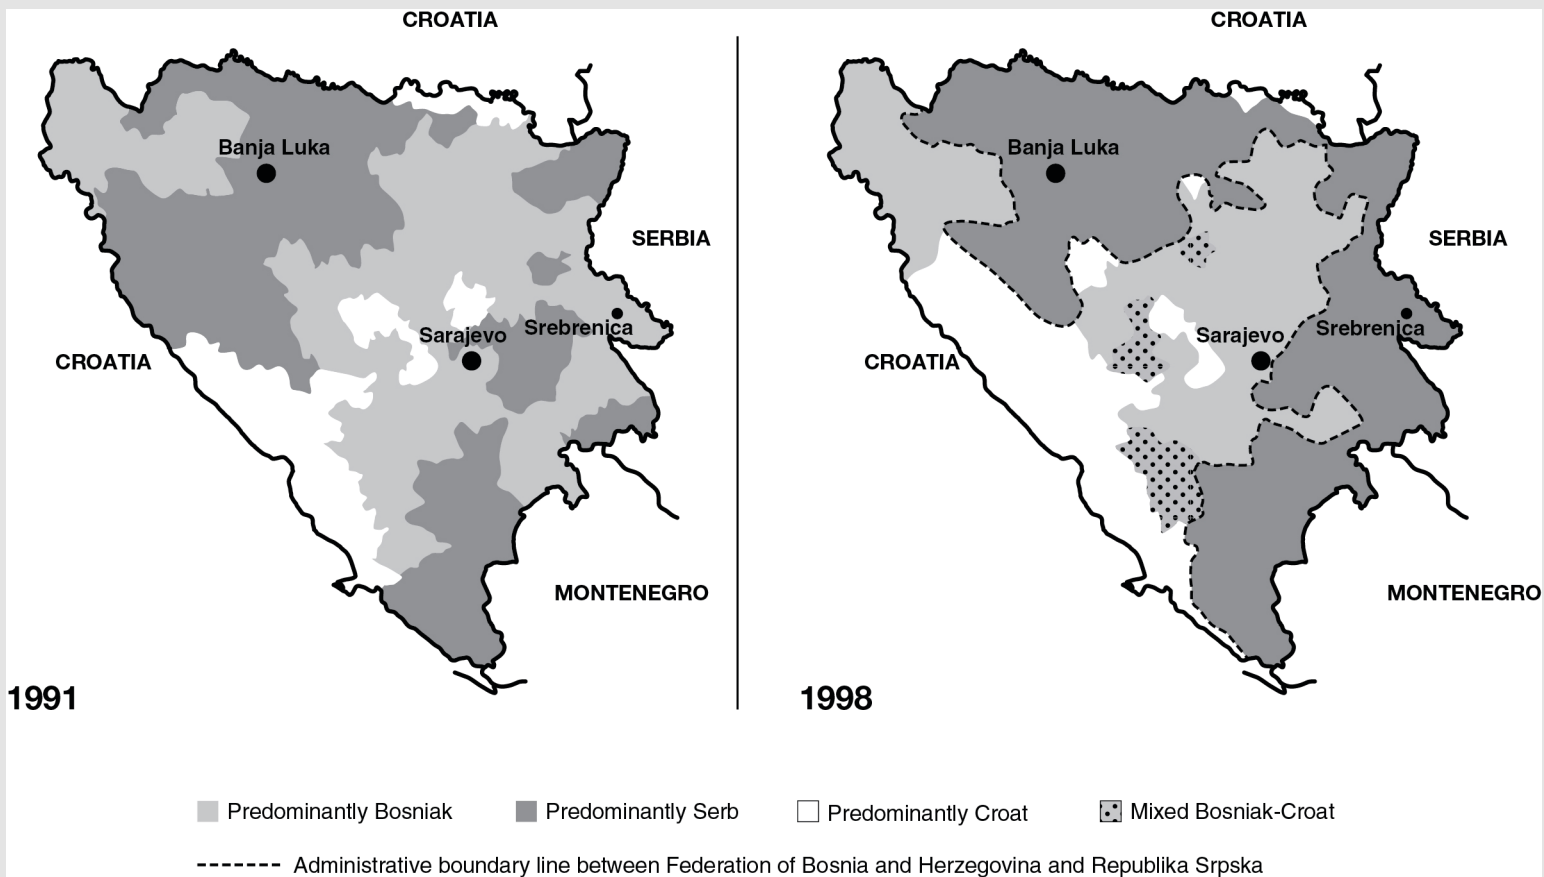 CROATIA
Banja Luka
SERBIA
Sarajevo
Srebrenica
CROATIA
MONTENEGRO
1991
CROATIA
Banja Luka
SERBIA
Sarajevo
Srebrenica
CROATIA
MONTENEGRO
1998
Predominantly Bosniak
Predominantly Serb
Predominantly Croat
Mixed Bosniak-Croat
Administrative boundary line between Federation of Bosnia and Herzegovina and Republika Srpska